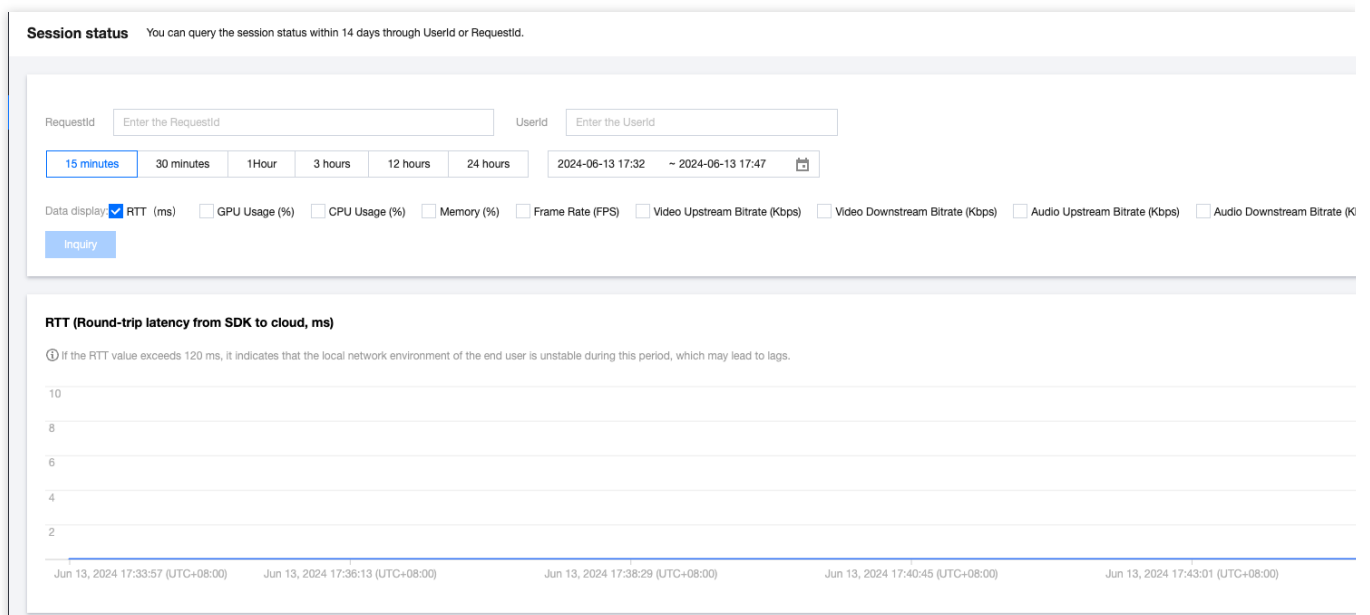 Session status You can query the session status within 14 days through UserId or RequestId.
RequestId Enter the RequestId UserId Enter the UserId
15 minutes 30 minutes 1Hour 3 hours 12 hours 24 hours 2024-06-13 17:32 ~ 2024-06-13 17:47
Data display: RTT (ms) GPU Usage (%) CPU Usage (%) Memory (%) Frame Rate (FPS) Video Upstream Bitrate (Kbps) Video Downstream Bitrate (Kbps) Audio Upstream Bitrate (Kbps) Audio Downstream Bitrate
Inquiry
RTT (Round-trip latency from SDK to cloud, ms)
If the RTT value exceeds 120 ms, it indicates that the local network environment of the end user is unstable during this period, which may lead to lags.
10
8
6
4
2
Jun 13, 2024 17:33:57 (UTC+08:00) Jun 13, 2024 17:36:13 (UTC+08:00) Jun 13, 2024 17:38:29 (UTC+08:00) Jun 13, 2024 17:40:45 (UTC+08:00) Jun 13, 2024 17:43:01 (UTC+08:00)